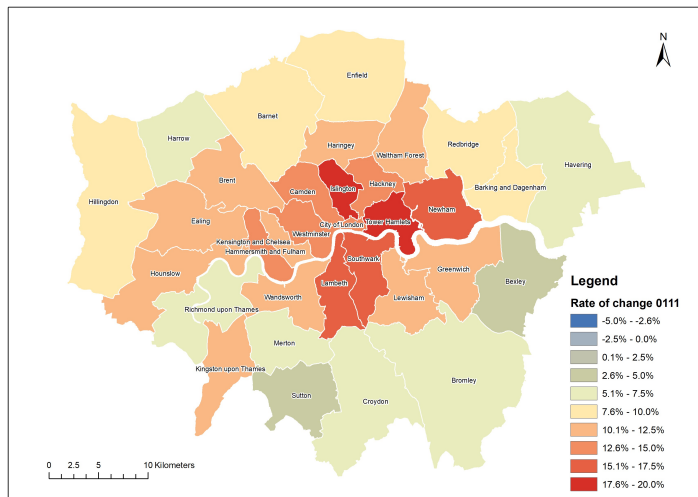 N
Enfield
Barnet
Harrow
Haringey
Waltham Forest
Redbridge
Havering
Hillingdon
Brent
Camden
Islington
Hackney
Barking and Dagenham
Ealing
Westminster
City of London
Tower Hamlets
Newham
Kensington and Chelsea
Hammersmith and Fulham
Hounslow
Southwark
Greenwich
Bexley
Richmond upon Thames
Wandsworth
Lambeth
Lewisham
Merton
Kingston upon Thames
Sutton
Croydon
Bromley
Legend
Rate of change 0111
-5.0% - -2.6%
-2.5% - 0.0%
0.1% - 2.5%
2.6% - 5.0%
5.1% - 7.5%
7.6% - 10.0%
10.1% - 12.5%
12.6% - 15.0%
15.1% - 17.5%
17.6% - 20.0%
0 2.5 5 10 Kilometers